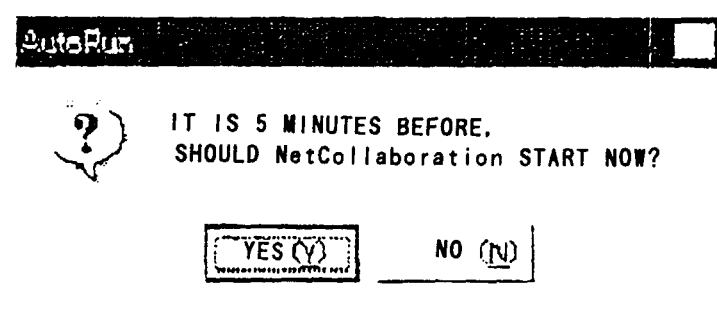 AutoRun
IT IS 5 MINUTES BEFORE,
SHOULD NetCollaboration START NOW?
YES (Y) NO (N)